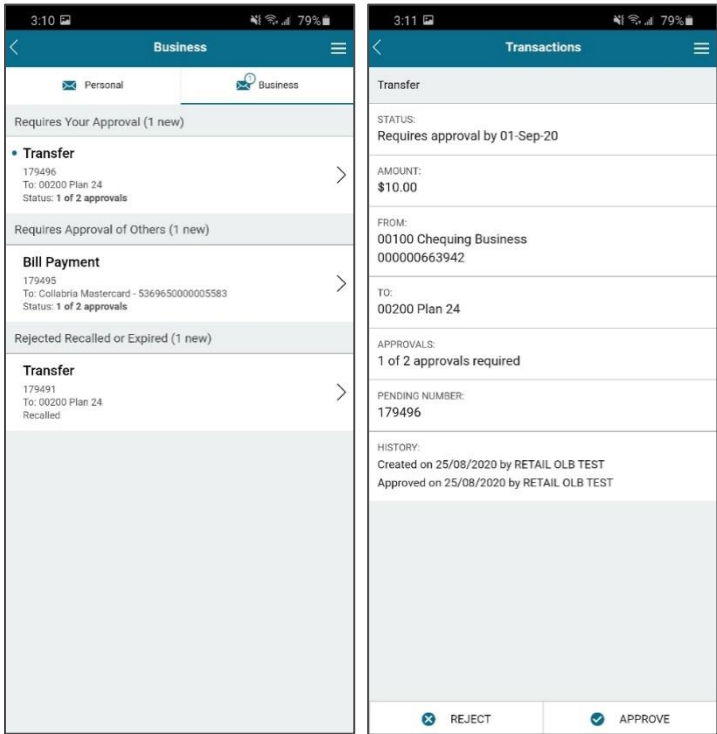 3:10 79%
Business
Personal
1
Business
Requires Your Approval (1 new)
Transfer
179496
To: 00200 Plan 24
Status: 1 of 2 approvals
Requires Approval of Others (1 new)
Bill Payment
179495
To: Collabria Mastercard - 5369650000005583
Status: 1 of 2 approvals
Rejected Recalled or Expired (1 new)
Transfer
179491
To: 00200 Plan 24
Recalled
3:11 79%
Transactions
Transfer
STATUS:
Requires approval by 01-Sep-20
AMOUNT:
$10.00
FROM:
00100 Chequing Business
000000663942
TO:
00200 Plan 24
APPROVALS:
1 of 2 approvals required
PENDING NUMBER:
179496
HISTORY:
Created on 25/08/2020 by RETAIL OLB TEST
Approved on 25/08/2020 by RETAIL OLB TEST
REJECT
APPROVE